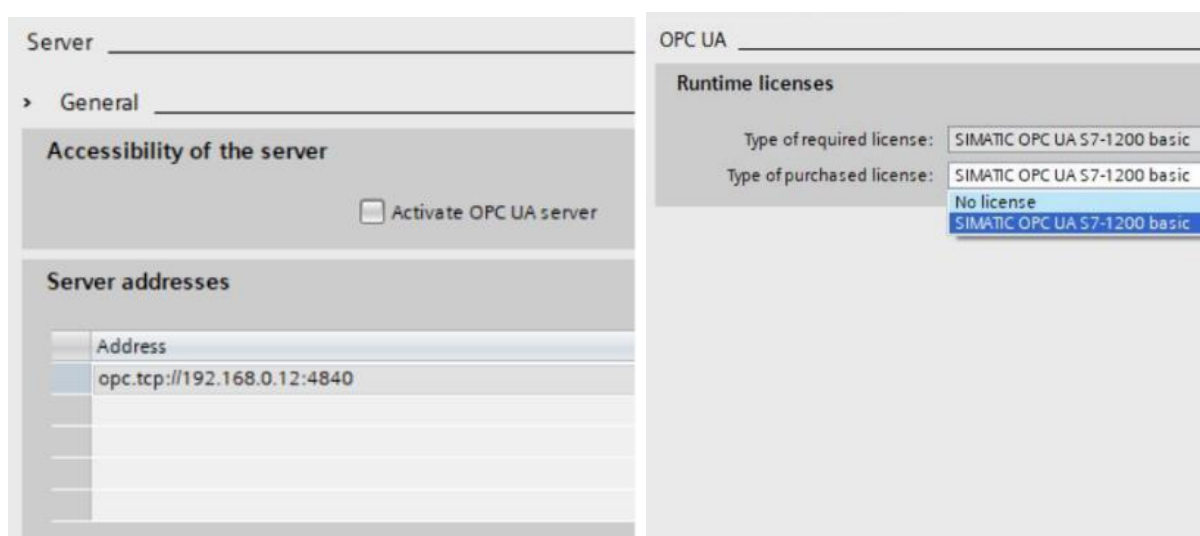 Server
General
Accessibility of the server
Activate OPC UA server
Server addresses
Address
opc.tcp://192.168.0.12:4840
OPC UA
Runtime licenses
Type of required license: SIMATIC OPC UA S7-1200 basic
Type of purchased license: SIMATIC OPC UA S7-1200 basic
No license
SIMATIC OPC UA S7-1200 basic